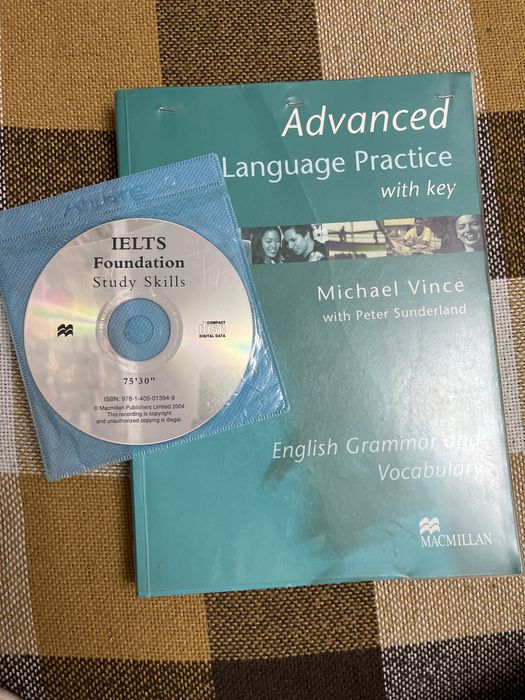 Advanced
Language Practice
with key
Michael Vince
with Peter Sunderland
English Grammar and
Vocabulary
MACMILLAN
IELTS
Foundation
Study Skills
COMPACT
disc
DIGITAL DATA
75'30"
ISBN: 978-1-405-01394-9
© Macmillan Publishers Limited 2004
This recording is copyright
and unauthorized copying is illegal.